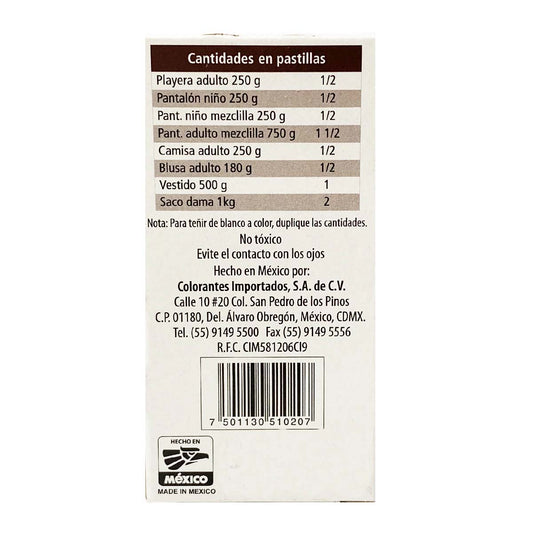 Cantidades en pastillas
Playera adulto 250 g 1/2
Pantalón niño 250 g 1/2
Pant. niño mezclilla 250 g 1/2
Pant. adulto mezclilla 750 g 1 1/2
Camisa adulto 250 g 1/2
Blusa adulto 180 g 1/2
Vestido 500 g 1
Saco dama 1kg 2
Nota: Para teñir de blanco a color, duplique las cantidades.
No tóxico
Evite el contacto con los ojos
Hecho en México por:
Colorantes Importados, S.A. de C.V.
Calle 10 #20 Col. San Pedro de los Pinos
C.P. 01180, Del. Álvaro Obregón, México, CDMX.
Tel. (55) 9149 5500 Fax (55) 9149 5556
R.F.C. CIM581206CI9
7 501130 510207
HECHO EN
MÉXICO
MADE IN MEXICO